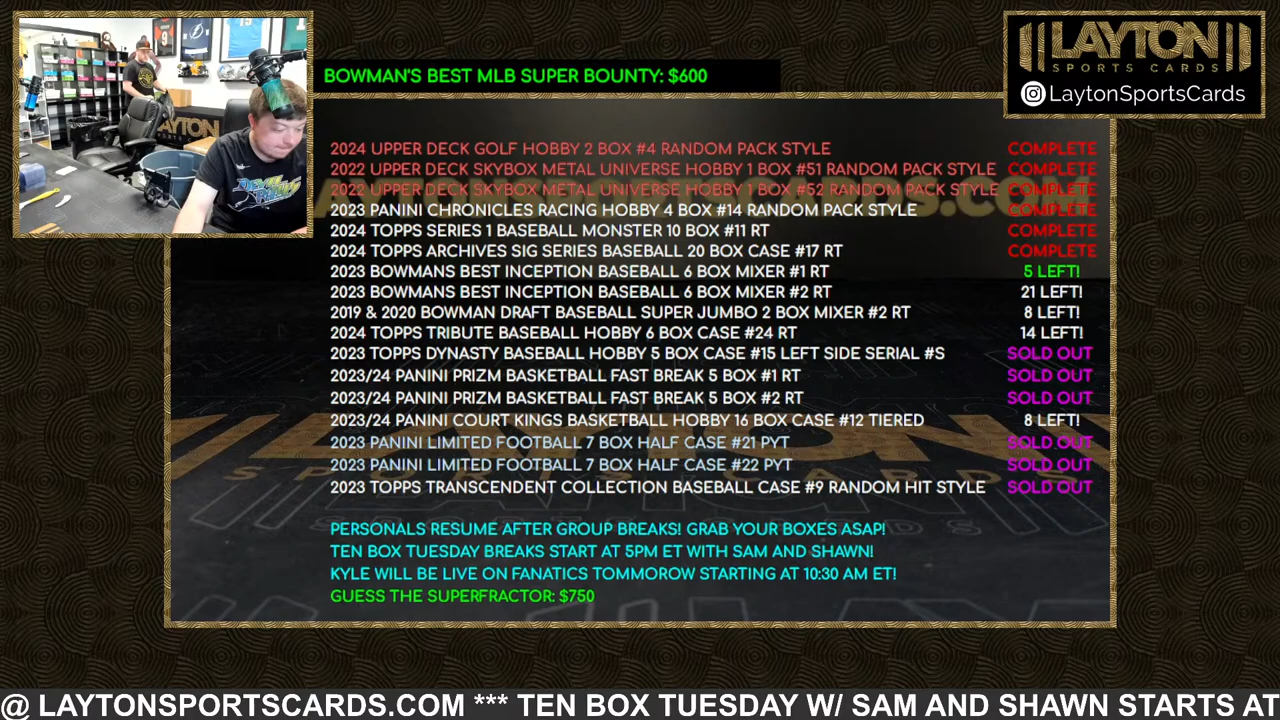 BOWMAN'S BEST MLB SUPER BOUNTY: $600
LAYTON
SPORTS CARDS
LaytonSportsCards
2024 UPPER DECK GOLF HOBBY 2 BOX #4 RANDOM PACK STYLE COMPLETE
2022 UPPER DECK SKYBOX METAL UNIVERSE HOBBY 1 BOX #51 RANDOM PACK STYLE COMPLETE
2022 UPPER DECK SKYBOX METAL UNIVERSE HOBBY 1 BOX #52 RANDOM PACK STYLE COMPLETE
2023 PANINI CHRONICLES RACING HOBBY 4 BOX #14 RANDOM PACK STYLE COMPLETE
2024 TOPPS SERIES 1 BASEBALL MONSTER 10 BOX #11 RT COMPLETE
2024 TOPPS ARCHIVES SIG SERIES BASEBALL 20 BOX CASE #17 RT COMPLETE
2023 BOWMANS BEST INCEPTION BASEBALL 6 BOX MIXER #1 RT 5 LEFT!
2023 BOWMANS BEST INCEPTION BASEBALL 6 BOX MIXER #2 RT 21 LEFT!
2019 & 2020 BOWMAN DRAFT BASEBALL SUPER JUMBO 2 BOX MIXER #2 RT 8 LEFT!
2024 TOPPS TRIBUTE BASEBALL HOBBY 6 BOX CASE #24 RT 14 LEFT!
2023 TOPPS DYNASTY BASEBALL HOBBY 5 BOX CASE #15 LEFT SIDE SERIAL #S SOLD OUT
2023/24 PANINI PRIZM BASKETBALL FAST BREAK 5 BOX #1 RT SOLD OUT
2023/24 PANINI PRIZM BASKETBALL FAST BREAK 5 BOX #2 RT SOLD OUT
2023/24 PANINI COURT KINGS BASKETBALL HOBBY 16 BOX CASE #12 TIERED 8 LEFT!
2023 PANINI LIMITED FOOTBALL 7 BOX HALF CASE #21 PYT SOLD OUT
2023 PANINI LIMITED FOOTBALL 7 BOX HALF CASE #22 PYT SOLD OUT
2023 TOPPS TRANSCENDENT COLLECTION BASEBALL CASE #9 RANDOM HIT STYLE SOLD OUT
PERSONALS RESUME AFTER GROUP BREAKS! GRAB YOUR BOXES ASAP!
TEN BOX TUESDAY BREAKS START AT 5PM ET WITH SAM AND SHAWN!
KYLE WILL BE LIVE ON FANATICS TOMMOROW STARTING AT 10:30 AM ET!
GUESS THE SUPERFRACTOR: $750
@ LAYTONSPORTSCARDS.COM *** TEN BOX TUESDAY W/ SAM AND SHAWN STARTS AT